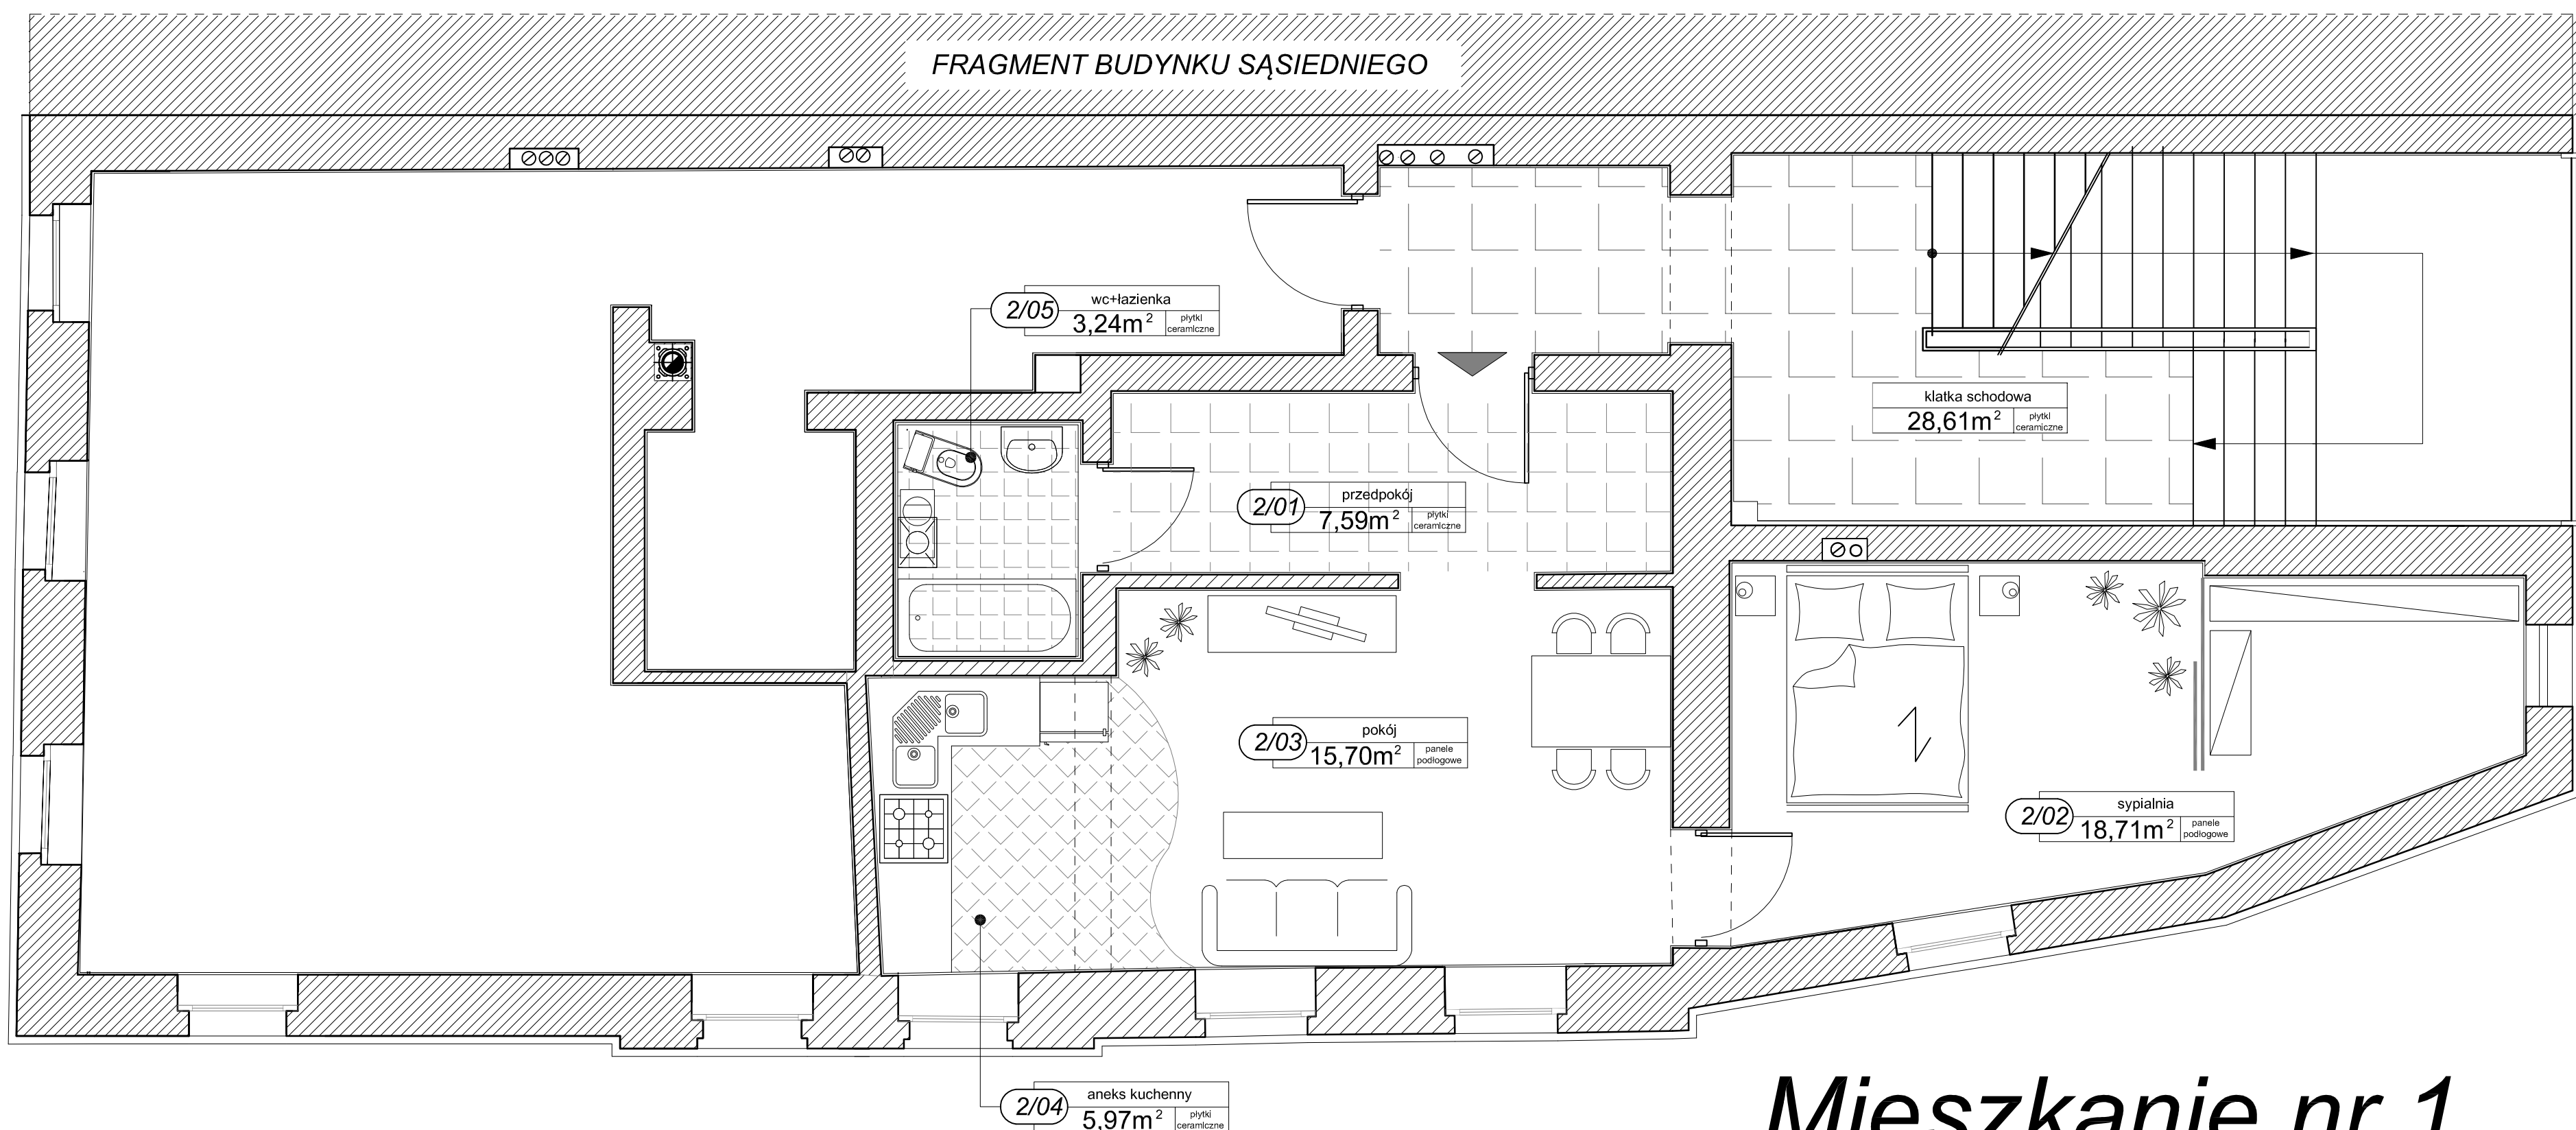 FRAGMENT BUDYNKU SĄSIEDNIEGO
2/05
wc+łazienka
3,24m²
płytki
ceramiczne
klatka schodowa
28,61m²
płytki
ceramiczne
2/01
przedpokój
7,59m²
płytki
ceramiczne
2/03
pokój
15,70m²
panele
podłogowe
2/02
sypialnia
18,71m²
panele
podłogowe
2/04
aneks kuchenny
5,97m²
płytki
ceramiczne
Mieszkanie nr 1